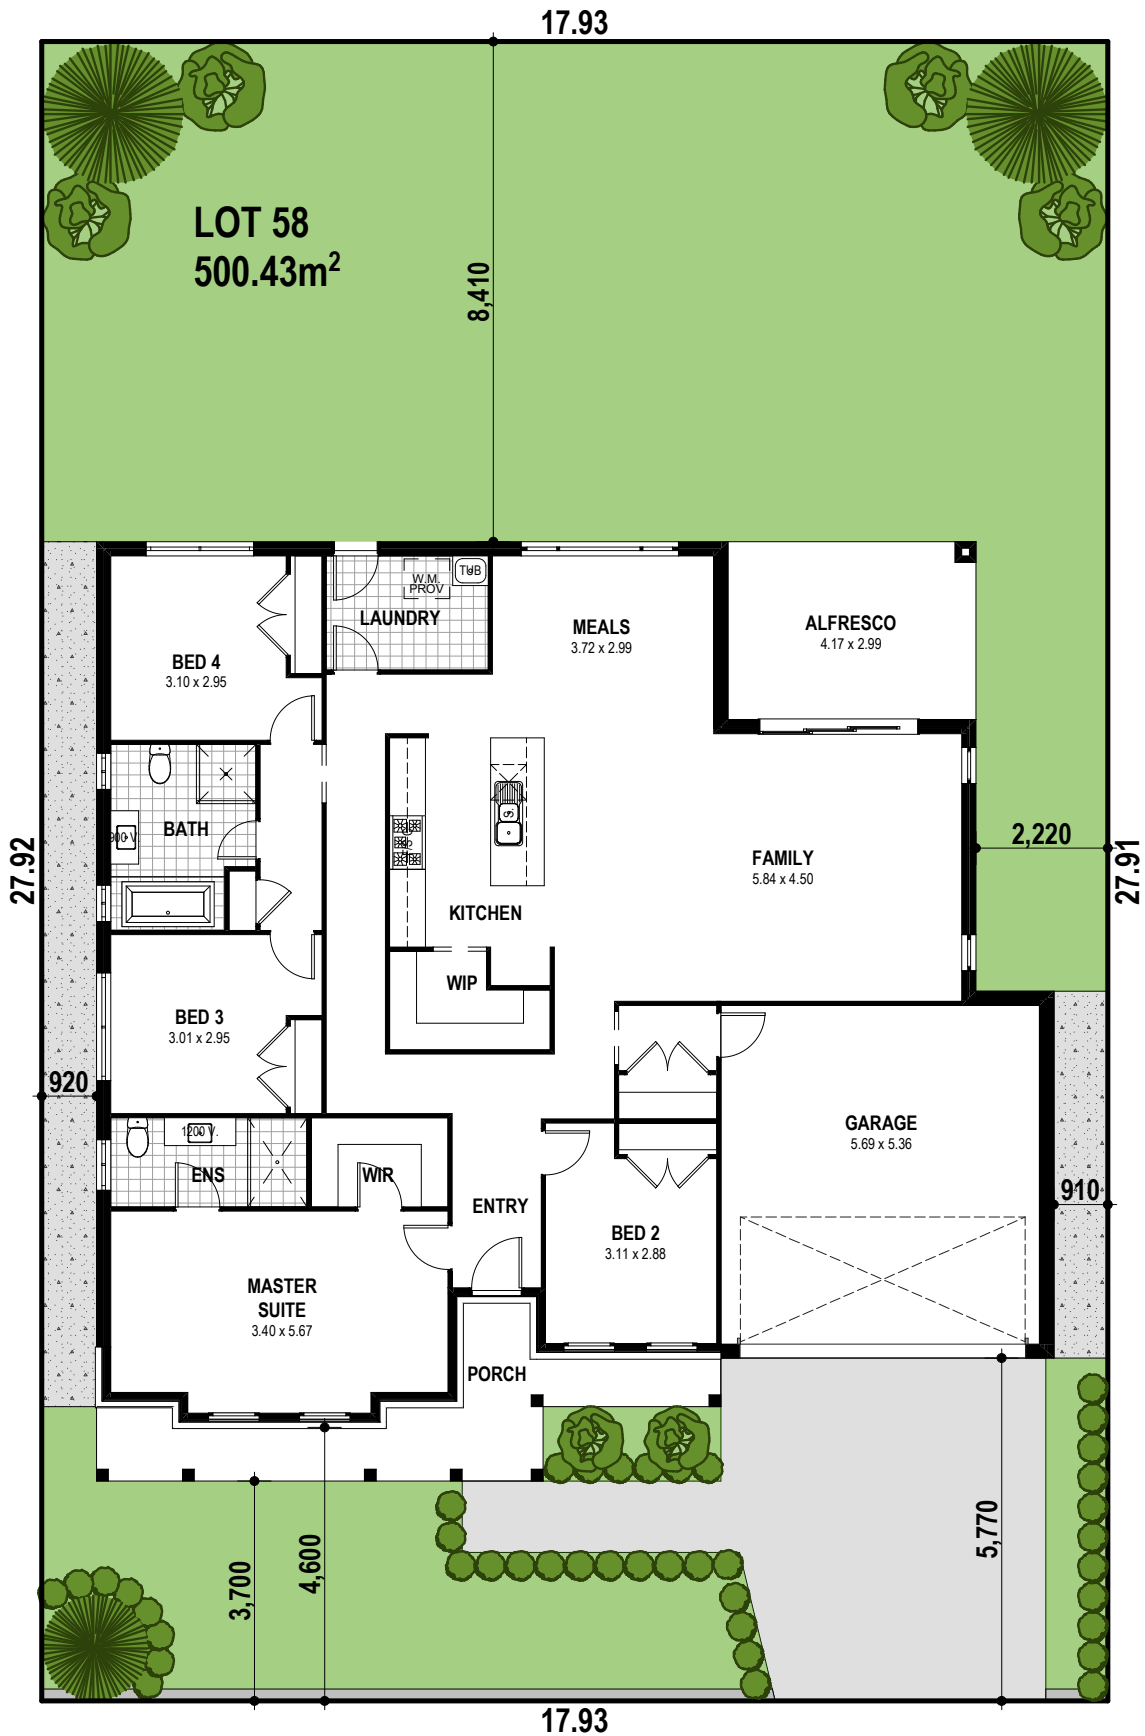 17.93
LOT 58
500.43m²
8,410
W.M.
PROV
TUB
LAUNDRY
MEALS
3.72 x 2.99
ALFRESCO
4.17 x 2.99
BED 4
3.10 x 2.95
BATH
900 V.
27.92
FAMILY
5.84 x 4.50
2,220
27.91
KITCHEN
WIP
BED 3
3.01 x 2.95
920
1200 V.
ENS
WIR
ENTRY
GARAGE
5.69 x 5.36
910
BED 2
3.11 x 2.88
MASTER
SUITE
3.40 x 5.67
PORCH
3,700
4,600
5,770
17.93